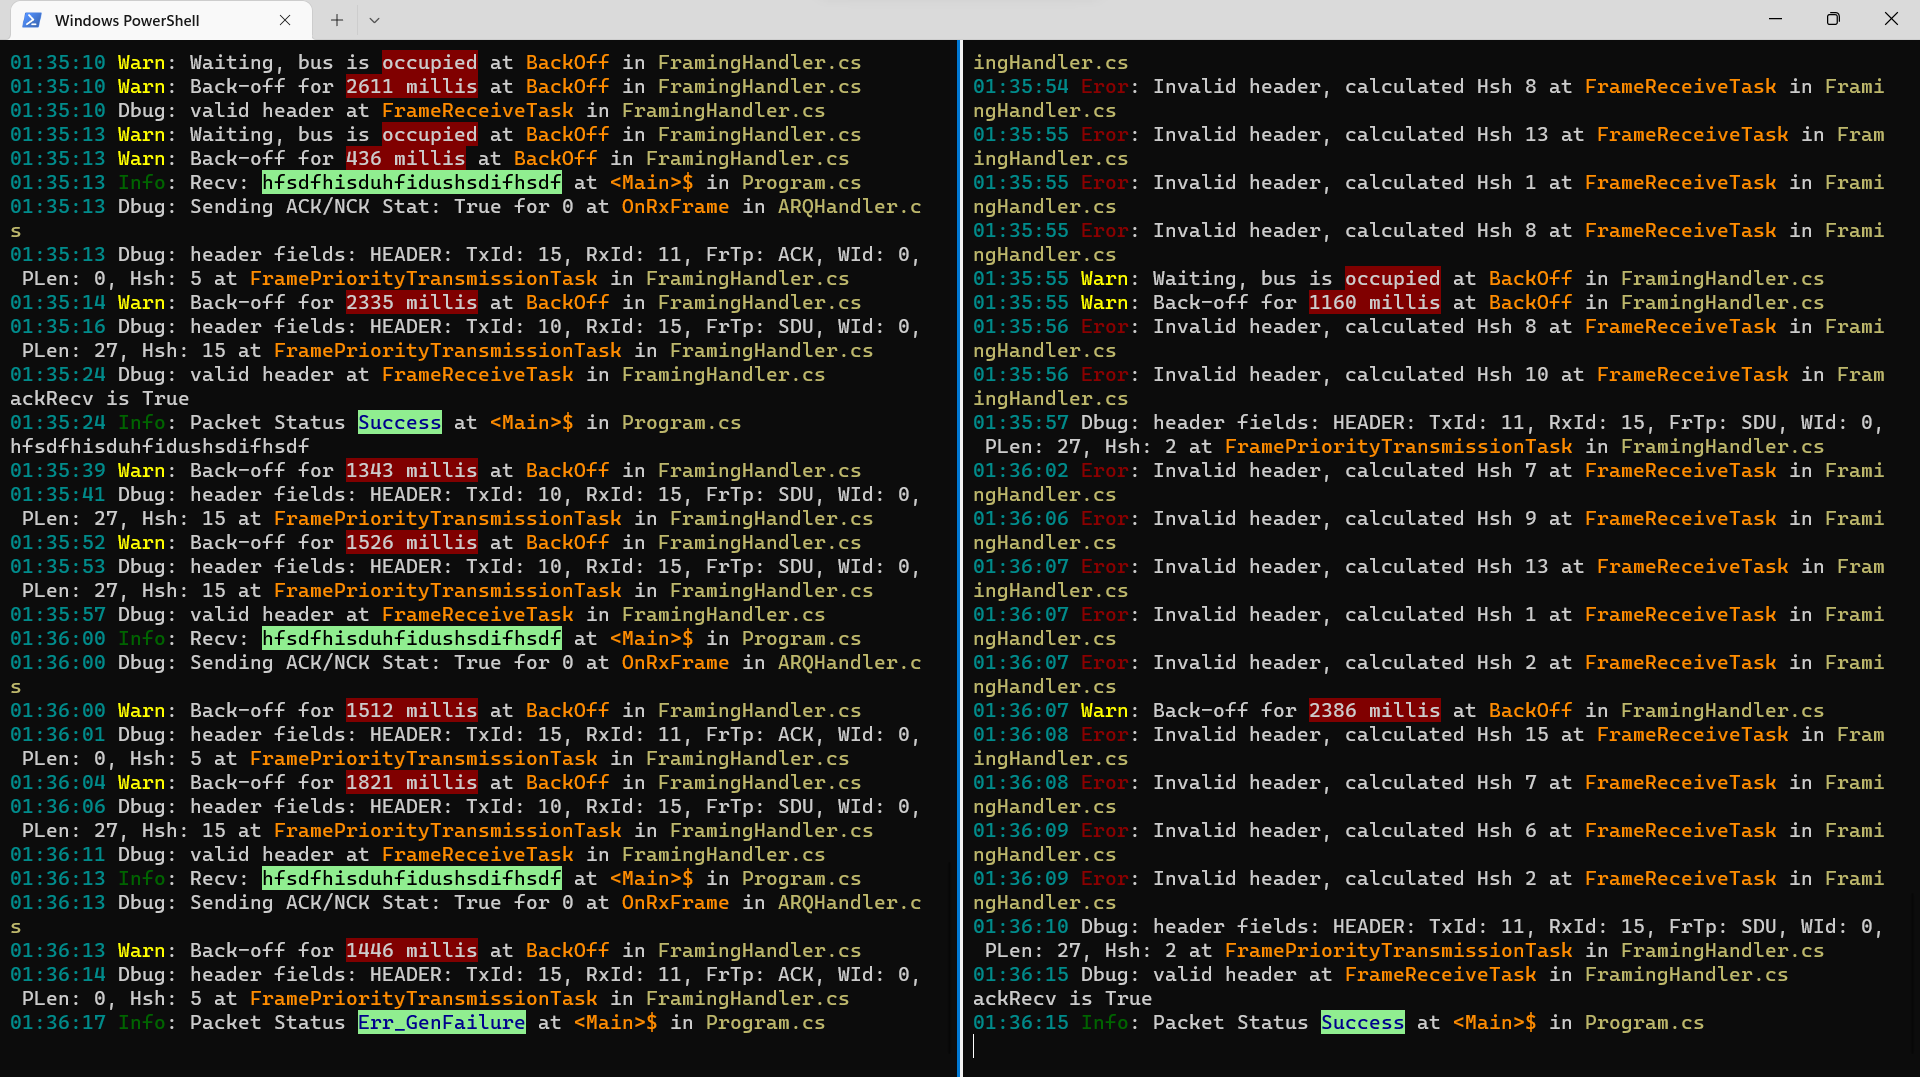 Windows PowerShell
01:35:10 Warn: Waiting, bus is occupied at BackOff in FramingHandler.cs
01:35:10 Warn: Back-off for 2611 millis at BackOff in FramingHandler.cs
01:35:10 Dbug: valid header at FrameReceiveTask in FramingHandler.cs
01:35:13 Warn: Waiting, bus is occupied at BackOff in FramingHandler.cs
01:35:13 Warn: Back-off for 436 millis at BackOff in FramingHandler.cs
01:35:13 Info: Recv: hfsdfhisduhfidushsdifhsdf at <Main>$ in Program.cs
01:35:13 Dbug: Sending ACK/NCK Stat: True for 0 at OnRxFrame in ARQHandler.c
s
01:35:13 Dbug: header fields: HEADER: TxId: 15, RxId: 11, FrTp: ACK, WId: 0,
PLen: 0, Hsh: 5 at FramePriorityTransmissionTask in FramingHandler.cs
01:35:14 Warn: Back-off for 2335 millis at BackOff in FramingHandler.cs
01:35:16 Dbug: header fields: HEADER: TxId: 10, RxId: 15, FrTp: SDU, WId: 0,
PLen: 27, Hsh: 15 at FramePriorityTransmissionTask in FramingHandler.cs
01:35:24 Dbug: valid header at FrameReceiveTask in FramingHandler.cs
ackRecv is True
01:35:24 Info: Packet Status Success at <Main>$ in Program.cs
hfsdfhisduhfidushsdifhsdf
01:35:39 Warn: Back-off for 1343 millis at BackOff in FramingHandler.cs
01:35:41 Dbug: header fields: HEADER: TxId: 10, RxId: 15, FrTp: SDU, WId: 0,
PLen: 27, Hsh: 15 at FramePriorityTransmissionTask in FramingHandler.cs
01:35:52 Warn: Back-off for 1526 millis at BackOff in FramingHandler.cs
01:35:53 Dbug: header fields: HEADER: TxId: 10, RxId: 15, FrTp: SDU, WId: 0,
PLen: 27, Hsh: 15 at FramePriorityTransmissionTask in FramingHandler.cs
01:35:57 Dbug: valid header at FrameReceiveTask in FramingHandler.cs
01:36:00 Info: Recv: hfsdfhisduhfidushsdifhsdf at <Main>$ in Program.cs
01:36:00 Dbug: Sending ACK/NCK Stat: True for 0 at OnRxFrame in ARQHandler.c
s
01:36:00 Warn: Back-off for 1512 millis at BackOff in FramingHandler.cs
01:36:01 Dbug: header fields: HEADER: TxId: 15, RxId: 11, FrTp: ACK, WId: 0,
PLen: 0, Hsh: 5 at FramePriorityTransmissionTask in FramingHandler.cs
01:36:04 Warn: Back-off for 1821 millis at BackOff in FramingHandler.cs
01:36:06 Dbug: header fields: HEADER: TxId: 10, RxId: 15, FrTp: SDU, WId: 0,
PLen: 27, Hsh: 15 at FramePriorityTransmissionTask in FramingHandler.cs
01:36:11 Dbug: valid header at FrameReceiveTask in FramingHandler.cs
01:36:13 Info: Recv: hfsdfhisduhfidushsdifhsdf at <Main>$ in Program.cs
01:36:13 Dbug: Sending ACK/NCK Stat: True for 0 at OnRxFrame in ARQHandler.c
s
01:36:13 Warn: Back-off for 1446 millis at BackOff in FramingHandler.cs
01:36:14 Dbug: header fields: HEADER: TxId: 15, RxId: 11, FrTp: ACK, WId: 0,
PLen: 0, Hsh: 5 at FramePriorityTransmissionTask in FramingHandler.cs
01:36:17 Info: Packet Status Err_GenFailure at <Main>$ in Program.cs
ingHandler.cs
01:35:54 Eror: Invalid header, calculated Hsh 8 at FrameReceiveTask in Frami
ngHandler.cs
01:35:55 Eror: Invalid header, calculated Hsh 13 at FrameReceiveTask in Fram
ingHandler.cs
01:35:55 Eror: Invalid header, calculated Hsh 1 at FrameReceiveTask in Frami
ngHandler.cs
01:35:55 Eror: Invalid header, calculated Hsh 8 at FrameReceiveTask in Frami
ngHandler.cs
01:35:55 Warn: Waiting, bus is occupied at BackOff in FramingHandler.cs
01:35:55 Warn: Back-off for 1160 millis at BackOff in FramingHandler.cs
01:35:56 Eror: Invalid header, calculated Hsh 8 at FrameReceiveTask in Frami
ngHandler.cs
01:35:56 Eror: Invalid header, calculated Hsh 10 at FrameReceiveTask in Fram
ingHandler.cs
01:35:57 Dbug: header fields: HEADER: TxId: 11, RxId: 15, FrTp: SDU, WId: 0,
PLen: 27, Hsh: 2 at FramePriorityTransmissionTask in FramingHandler.cs
01:36:02 Eror: Invalid header, calculated Hsh 7 at FrameReceiveTask in Frami
ngHandler.cs
01:36:06 Eror: Invalid header, calculated Hsh 9 at FrameReceiveTask in Frami
ngHandler.cs
01:36:07 Eror: Invalid header, calculated Hsh 13 at FrameReceiveTask in Fram
ingHandler.cs
01:36:07 Eror: Invalid header, calculated Hsh 1 at FrameReceiveTask in Frami
ngHandler.cs
01:36:07 Eror: Invalid header, calculated Hsh 2 at FrameReceiveTask in Frami
ngHandler.cs
01:36:07 Warn: Back-off for 2386 millis at BackOff in FramingHandler.cs
01:36:08 Eror: Invalid header, calculated Hsh 15 at FrameReceiveTask in Fram
ingHandler.cs
01:36:08 Eror: Invalid header, calculated Hsh 7 at FrameReceiveTask in Frami
ngHandler.cs
01:36:09 Eror: Invalid header, calculated Hsh 6 at FrameReceiveTask in Frami
ngHandler.cs
01:36:09 Eror: Invalid header, calculated Hsh 2 at FrameReceiveTask in Frami
ngHandler.cs
01:36:10 Dbug: header fields: HEADER: TxId: 11, RxId: 15, FrTp: SDU, WId: 0,
PLen: 27, Hsh: 2 at FramePriorityTransmissionTask in FramingHandler.cs
01:36:15 Dbug: valid header at FrameReceiveTask in FramingHandler.cs
ackRecv is True
01:36:15 Info: Packet Status Success at <Main>$ in Program.cs